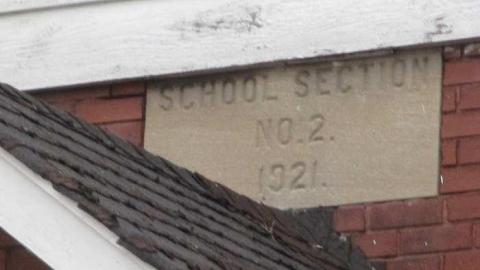 SCHOOL SECTION
NO. 2.
1921.